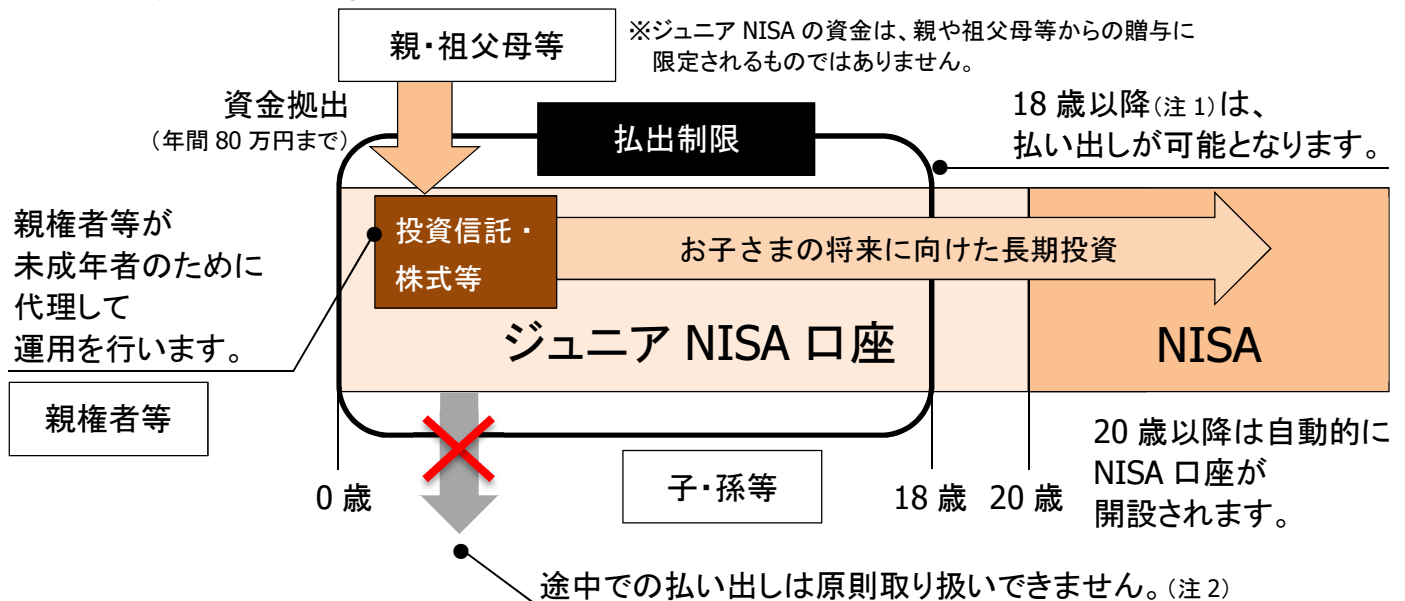 親・祖父母等
※ジュニア NISA の資金は、親や祖父母等からの贈与に
限定されるものではありません。
資金拠出
（年間 80 万円まで）
払出制限
18 歳以降(注 1)は、
払い出しが可能となります。
親権者等が
未成年者のために
代理して
運用を行います。
親権者等
投資信託・
株式等
お子さまの将来に向けた長期投資
ジュニア NISA 口座
NISA
0 歳
子・孫等
18 歳
20 歳
20 歳以降は自動的に
NISA 口座が
開設されます。
途中での払い出しは原則取り扱いできません。(注 2)